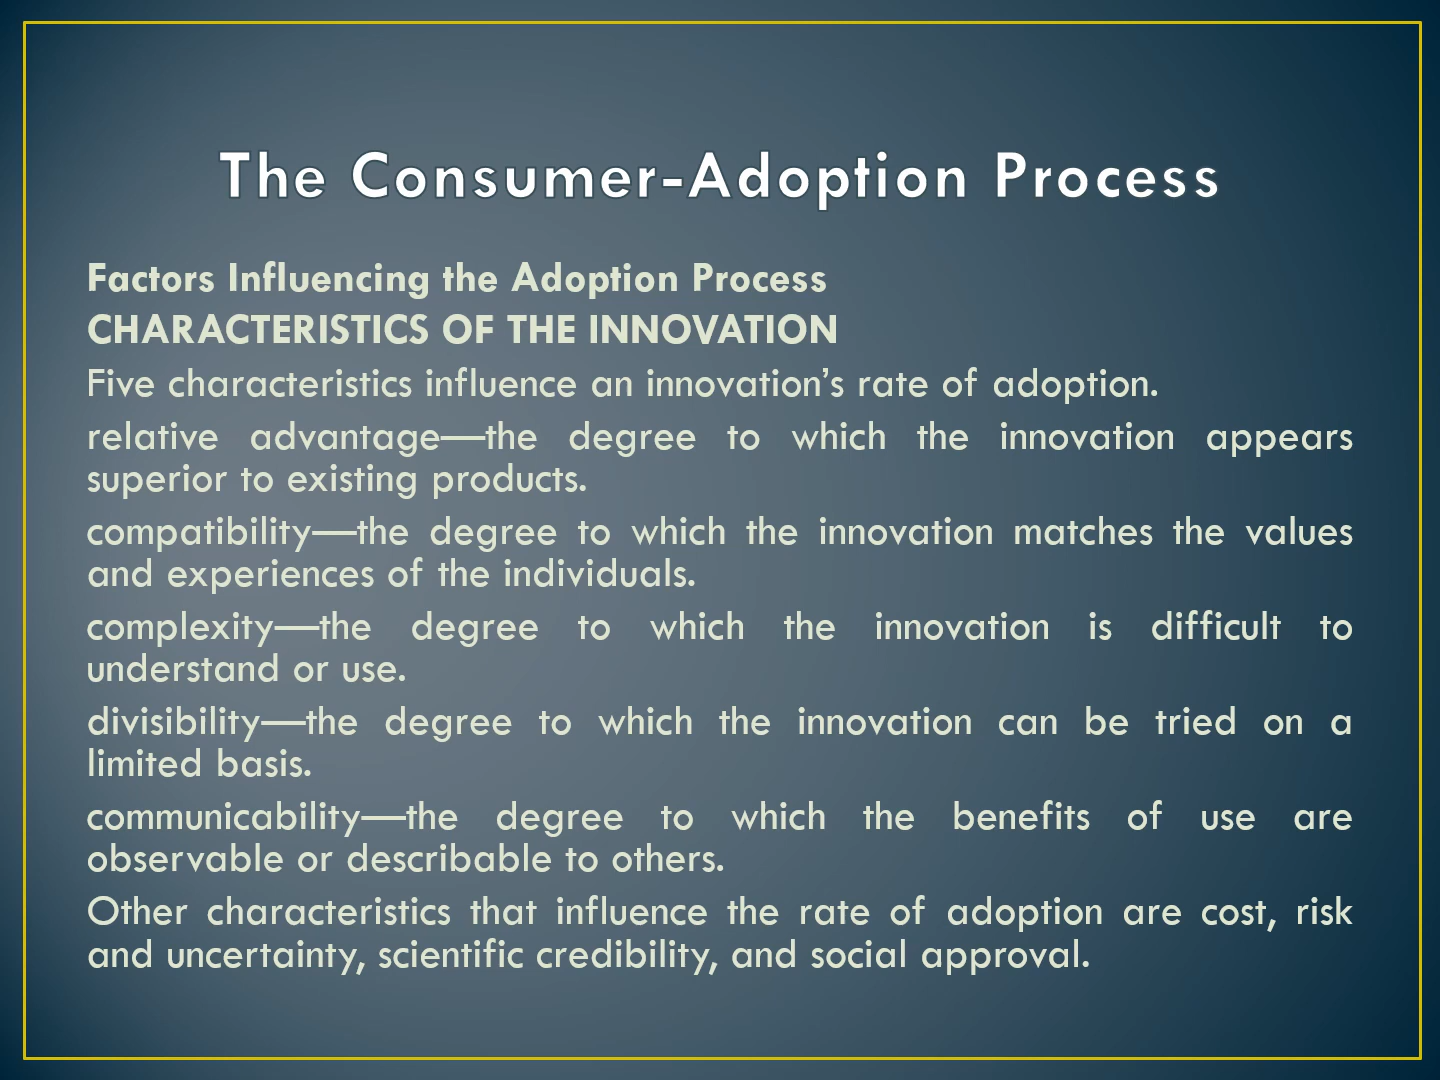 The Consumer-Adoption Process
Factors Influencing the Adoption Process
CHARACTERISTICS OF THE INNOVATION
Five characteristics influence an innovation’s rate of adoption.
relative advantage—the degree to which the innovation appears
superior to existing products.
compatibility—the degree to which the innovation matches the values
and experiences of the individuals.
complexity—the degree to which the innovation is difficult to
understand or use.
divisibility—the degree to which the innovation can be tried on a
limited basis.
communicability—the degree to which the benefits of use are
observable or describable to others.
Other characteristics that influence the rate of adoption are cost, risk
and uncertainty, scientific credibility, and social approval.